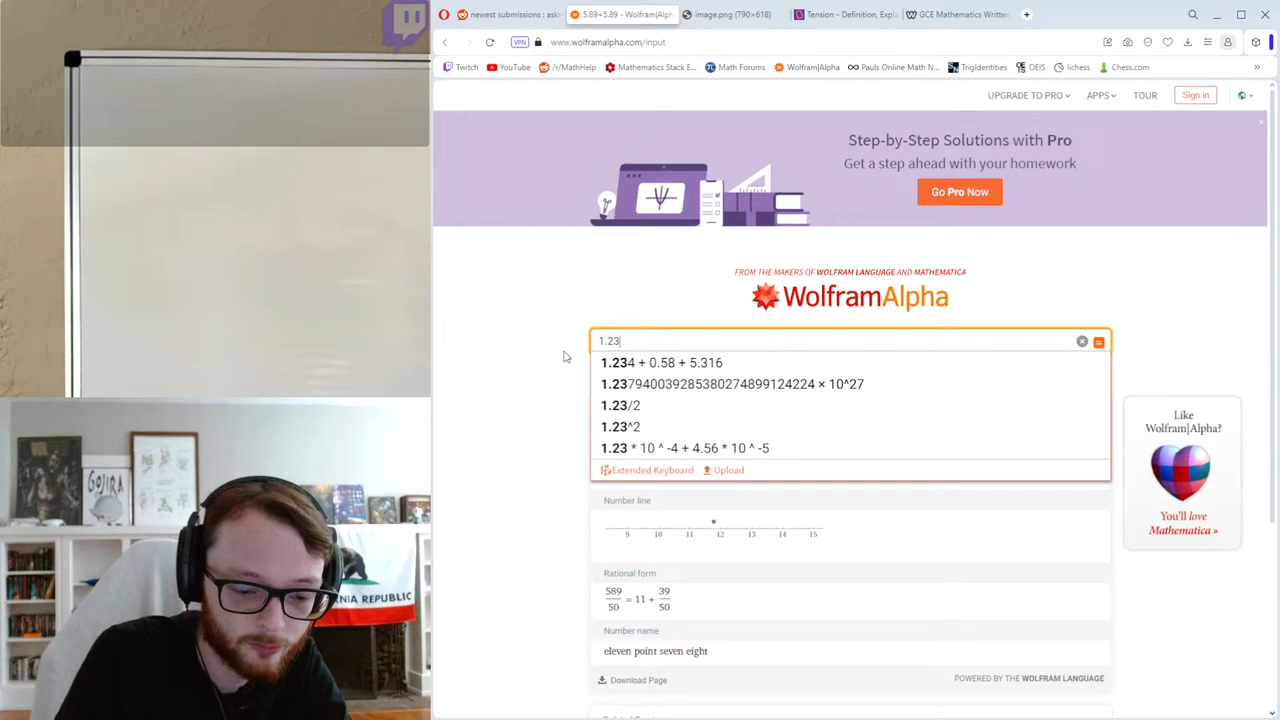 newest submissions : askr
5.89+5.89 - Wolfram|Alph
image.png (790×618)
Tension - Definition, Expla
GCE Mathematics Written
VPN
www.wolframalpha.com/input
Twitch
YouTube
/r/MathHelp
Mathematics Stack E...
Math Forums
Wolfram|Alpha
Pauls Online Math N...
TrigIdentities
OEIS
lichess
Chess.com
UPGRADE TO PRO
APPS
TOUR
Sign in
Step-by-Step Solutions with Pro
Get a step ahead with your homework
Go Pro Now
FROM THE MAKERS OF WOLFRAM LANGUAGE AND MATHEMATICA
WolframAlpha
1.23
1.234 + 0.58 + 5.316
1.237940039285380274899124224 × 10^27
1.23/2
1.23^2
1.23 * 10 ^ -4 + 4.56 * 10 ^ -5
Extended Keyboard
Upload
Like
Wolfram|Alpha?
You'll love
Mathematica »
Number line
9 10 11 12 13 14 15
Rational form
589/50 = 11 + 39/50
Number name
eleven point seven eight
Download Page
POWERED BY THE WOLFRAM LANGUAGE
GOJIRA
ENIA REPUBLIC